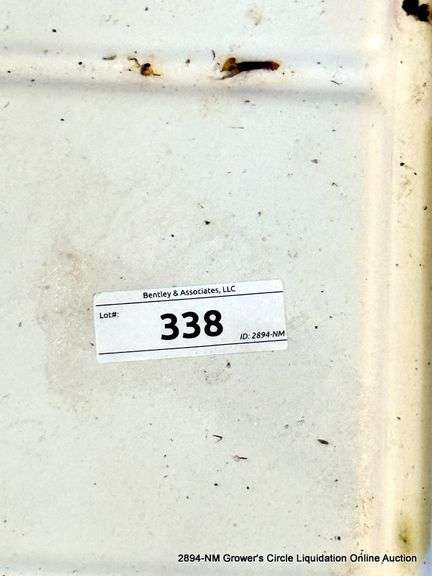 Bentley & Associates, LLC
Lot#:
338
ID: 2894-NM
2894-NM Grower's Circle Liquidation Online Auction